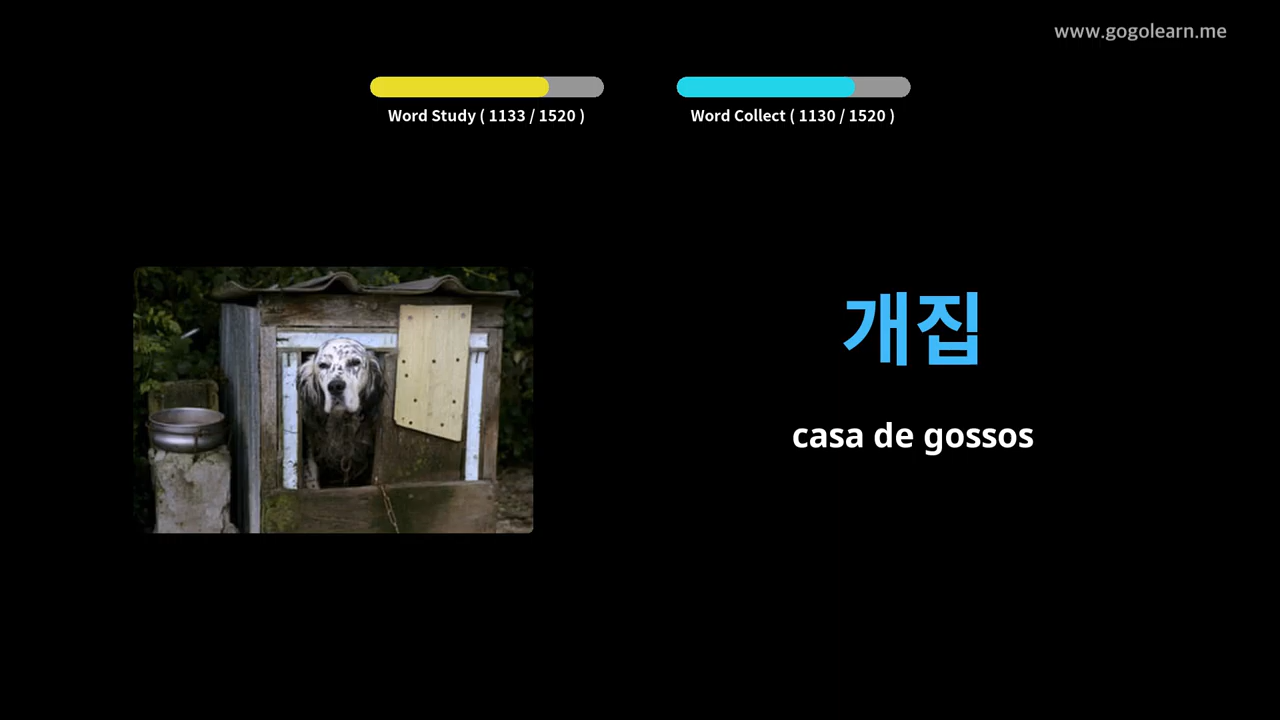 www.gogolearn.me
Word Study ( 1133 / 1520 )
Word Collect ( 1130 / 1520 )
개집
casa de gossos